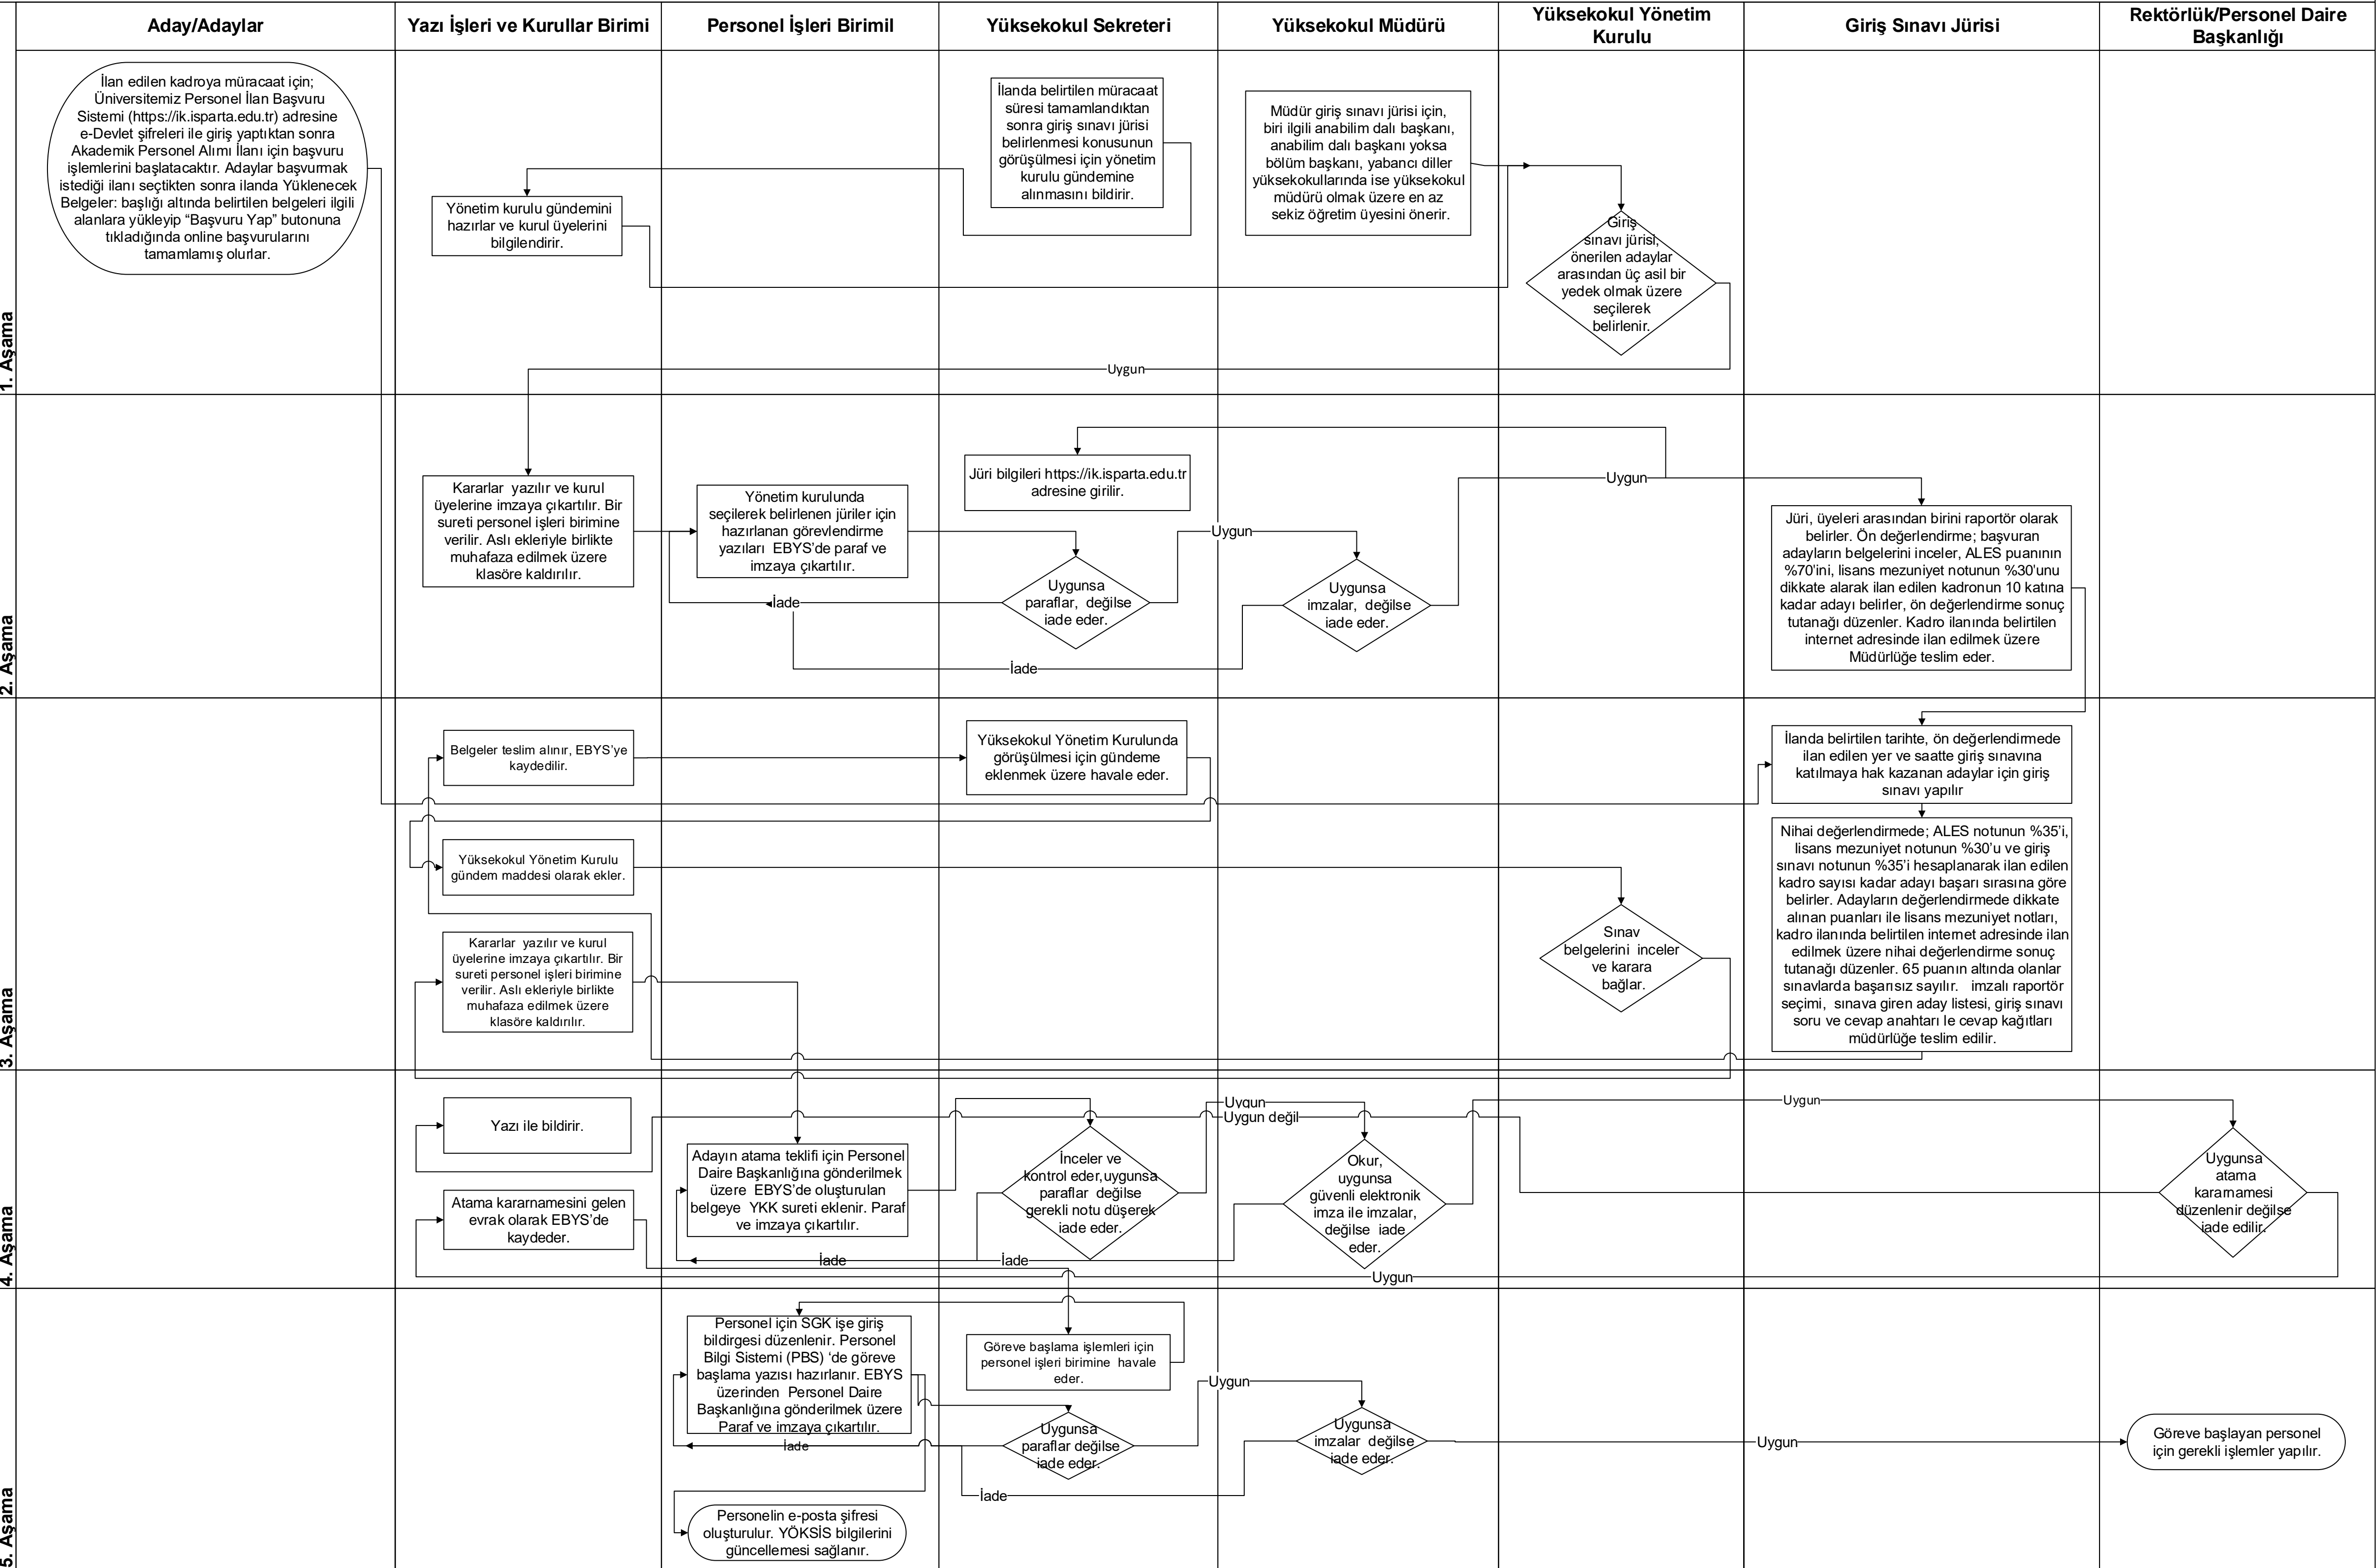 Aday/Adaylar
Yazı İşleri ve Kurullar Birimi
Personel İşleri Birimil
Yüksekokul Sekreteri
Yüksekokul Müdürü
Yüksekokul Yönetim
Kurulu
Giriş Sınavı Jürisi
Rektörlük/Personel Daire
Başkanlığı
1. Aşama
İlan edilen kadroya müracaat için;
Üniversitemiz Personel İlan Başvuru
Sistemi (https://ik.isparta.edu.tr) adresine
e-Devlet şifreleri ile giriş yaptıktan sonra
Akademik Personel Alımı İlanı için başvuru
işlemlerini başlatacaktır. Adaylar başvurmak
istediği ilanı seçtikten sonra ilanda Yüklenecek
Belgeler: başlığı altında belirtilen belgeleri ilgili
alanlara yükleyip “Başvuru Yap” butonuna
tıkladığında online başvurularını
tamamlamış olurlar.
Yönetim kurulu gündemini
hazırlar ve kurul üyelerini
bilgilendirir.
İlanda belirtilen müracaat
süresi tamamlandıktan
sonra giriş sınavı jürisi
belirlenmesi konusunun
görüşülmesi için yönetim
kurulu gündemine
alınmasını bildirir.
Müdür giriş sınavı jürisi için,
biri ilgili anabilim dalı başkanı,
anabilim dalı başkanı yoksa
bölüm başkanı, yabancı diller
yüksekokullarında ise yüksekokul
müdürü olmak üzere en az
sekiz öğretim üyesini önerir.
Giriş
sınavı jürisi,
önerilen adaylar
arasından üç asil bir
yedek olmak üzere
seçilerek
belirlenir.
Uygun
2. Aşama
Kararlar yazılır ve kurul
üyelerine imzaya çıkartılır. Bir
sureti personel işleri birimine
verilir. Aslı ekleriyle birlikte
muhafaza edilmek üzere
klasöre kaldırılır.
Yönetim kurulunda
seçilerek belirlenen jüriler için
hazırlanan görevlendirme
yazıları EBYS’de paraf ve
imzaya çıkartılır.
Jüri bilgileri https://ik.isparta.edu.tr
adresine girilir.
Uygunsa
paraflar, değilse
iade eder.
İade
Uygun
Uygunsa
imzalar, değilse
iade eder.
İade
Uygun
Jüri, üyeleri arasından birini raportör olarak
belirler. Ön değerlendirme; başvuran
adayların belgelerini inceler, ALES puanının
%70’ini, lisans mezuniyet notunun %30’unu
dikkate alarak ilan edilen kadronun 10 katına
kadar adayı belirler, ön değerlendirme sonuç
tutanağı düzenler. Kadro ilanında belirtilen
internet adresinde ilan edilmek üzere
Müdürlüğe teslim eder.
3. Aşama
Belgeler teslim alınır, EBYS’ye
kaydedilir.
Yüksekokul Yönetim Kurulunda
görüşülmesi için gündeme
eklenmek üzere havale eder.
İlanda belirtilen tarihte, ön değerlendirmede
ilan edilen yer ve saatte giriş sınavına
katılmaya hak kazanan adaylar için giriş
sınavı yapılır
Yüksekokul Yönetim Kurulu
gündem maddesi olarak ekler.
Kararlar yazılır ve kurul
üyelerine imzaya çıkartılır. Bir
sureti personel işleri birimine
verilir. Aslı ekleriyle birlikte
muhafaza edilmek üzere
klasöre kaldırılır.
Sınav
belgelerini inceler
ve karara
bağlar.
Nihai değerlendirmede; ALES notunun %35’i,
lisans mezuniyet notunun %30’u ve giriş
sınavı notunun %35’i hesaplanarak ilan edilen
kadro sayısı kadar adayı başarı sırasına göre
belirler. Adayların değerlendirmede dikkate
alınan puanları ile lisans mezuniyet notları,
kadro ilanında belirtilen internet adresinde ilan
edilmek üzere nihai değerlendirme sonuç
tutanağı düzenler. 65 puanın altında olanlar
sınavlarda başarısız sayılır. imzalı raportör
seçimi, sınava giren aday listesi, giriş sınavı
soru ve cevap anahtarı le cevap kağıtları
müdürlüğe teslim edilir.
4. Aşama
Yazı ile bildirir.
Atama kararnamesini gelen
evrak olarak EBYS’de
kaydeder.
Adayın atama teklifi için Personel
Daire Başkanlığına gönderilmek
üzere EBYS’de oluşturulan
belgeye YKK sureti eklenir. Paraf
ve imzaya çıkartılır.
İnceler ve
kontrol eder,uygunsa
paraflar değilse
gerekli notu düşerek
iade eder.
Uygun
Uygun değil
Okur,
uygunsa
güvenli elektronik
imza ile imzalar,
değilse iade
eder.
İade
İade
Uygun
Uygunsa
atama
kararnamesi
düzenlenir değilse
iade edilir.
Uygun
5. Aşama
Personel için SGK işe giriş
bildirgesi düzenlenir. Personel
Bilgi Sistemi (PBS) ‘de göreve
başlama yazısı hazırlanır. EBYS
üzerinden Personel Daire
Başkanlığına gönderilmek üzere
Paraf ve imzaya çıkartılır.
Göreve başlama işlemleri için
personel işleri birimine havale
eder.
Uygunsa
paraflar değilse
iade eder.
İade
Uygun
Uygunsa
imzalar değilse
iade eder.
İade
Uygun
Göreve başlayan personel
için gerekli işlemler yapılır.
Personelin e-posta şifresi
oluşturulur. YÖKSİS bilgilerini
güncellemesi sağlanır.